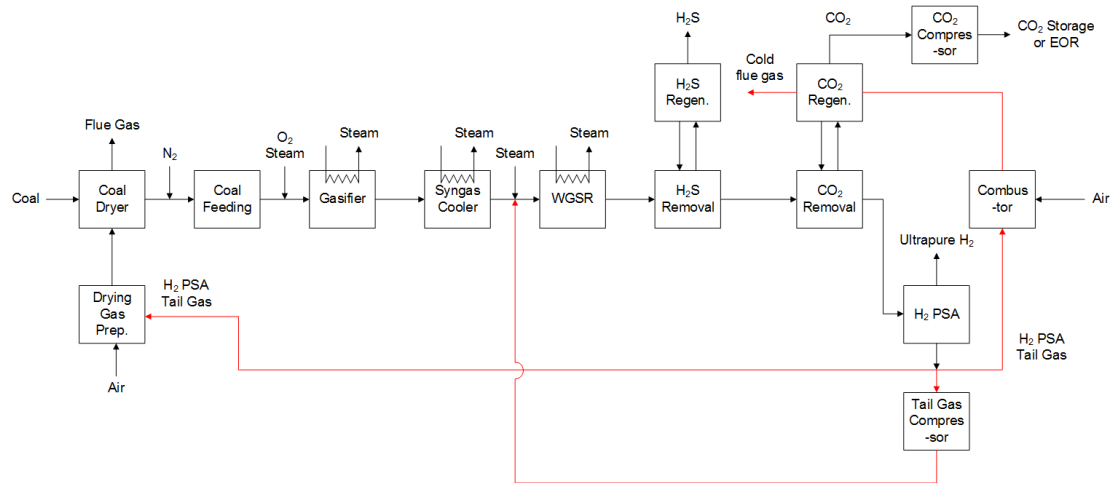 H2S
CO2
CO2
Compres
-sor
CO2 Storage
or EOR
Cold
flue gas
H2S
Regen.
CO2
Regen.
Flue Gas
N2
O2
Steam
Steam
Steam
Steam
Steam
Coal
Coal
Dryer
Coal
Feeding
Gasifier
Syngas
Cooler
WGSR
H2S
Removal
CO2
Removal
Combus
-tor
Air
Ultrapure H2
H2 PSA
Tail Gas
Drying
Gas
Prep.
H2 PSA
H2 PSA
Tail Gas
Air
Tail Gas
Compres
-sor